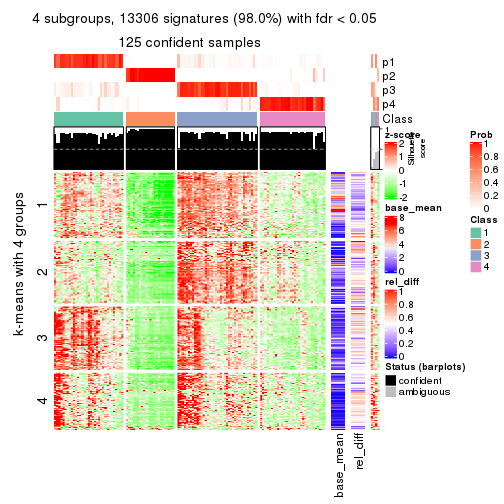 4 subgroups, 13306 signatures (98.0%) with fdr < 0.05
125 confident samples
p1
p2
p3
p4
Class
1
Silhouette
score
k-means with 4 groups
1
2
3
4
base_mean
rel_diff
z-score
2
1
0
-1
-2
base_mean
8
6
4
2
0
rel_diff
1
0.8
0.6
0.4
0.2
0
Status (barplots)
confident
ambiguous
Prob
1
0.8
0.6
0.4
0.2
0
Class
1
2
3
4